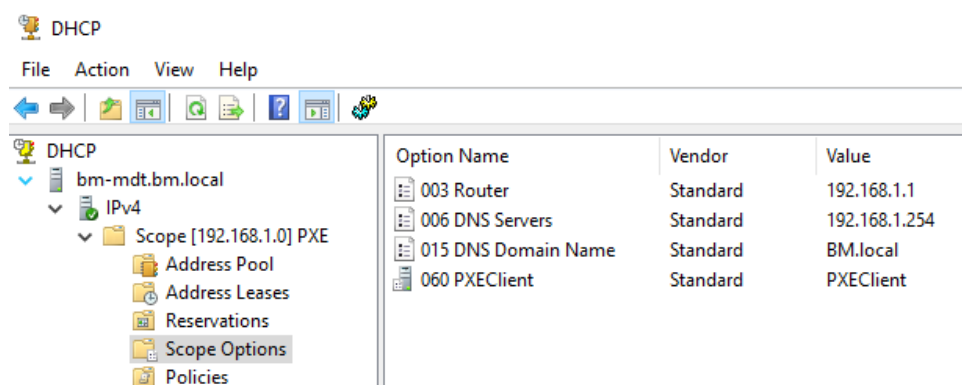 DHCP
File Action View Help
DHCP
bm-mdt.bm.local
IPv4
Scope [192.168.1.0] PXE
Address Pool
Address Leases
Reservations
Scope Options
Policies
Option Name Vendor Value
003 Router Standard 192.168.1.1
006 DNS Servers Standard 192.168.1.254
015 DNS Domain Name Standard BM.local
060 PXEClient Standard PXEClient